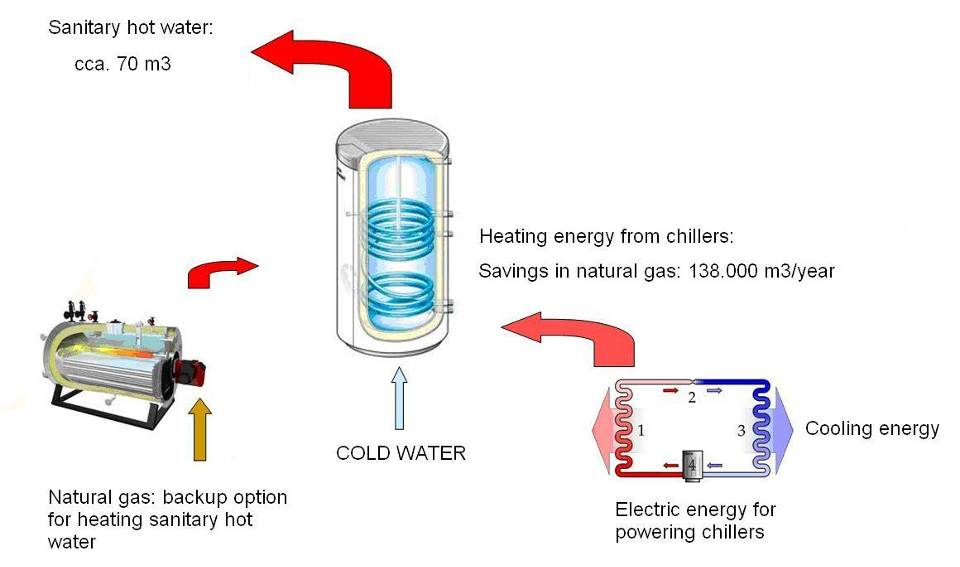 Sanitary hot water:
cca. 70 m3
Heating energy from chillers:
Savings in natural gas: 138.000 m3/year
2
1
3
Cooling energy
4
COLD WATER
Natural gas: backup option
for heating sanitary hot
water
Electric energy for
powering chillers